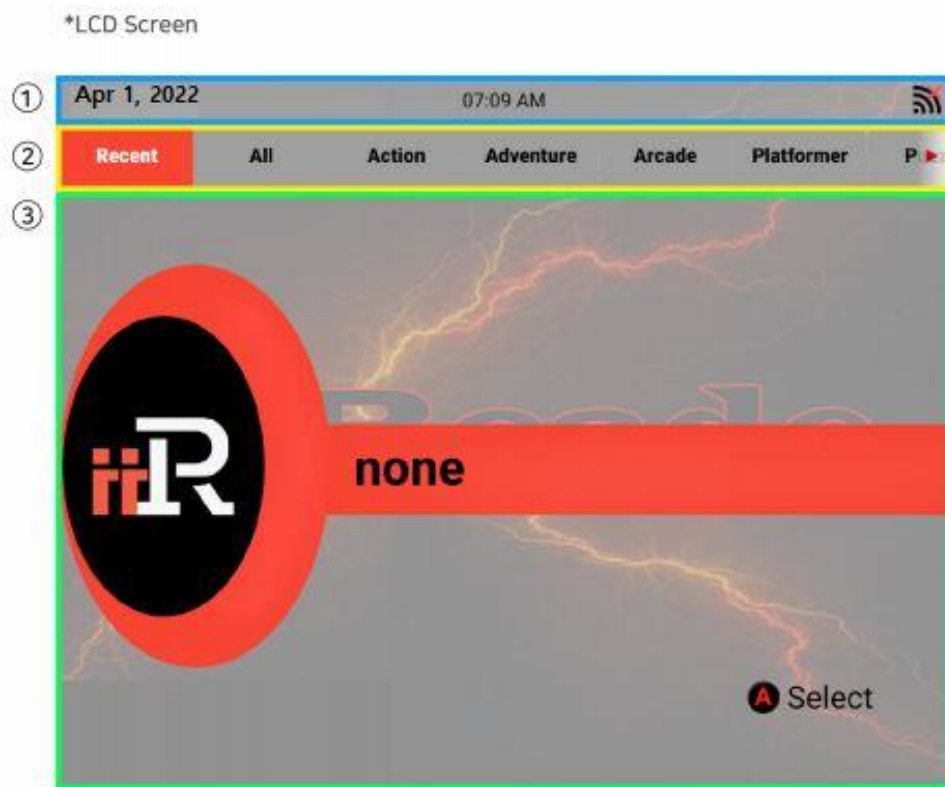 *LCD Screen
① Apr 1, 2022 07:09 AM
② Recent All Action Adventure Arcade Platformer
③
iiR
none
A Select